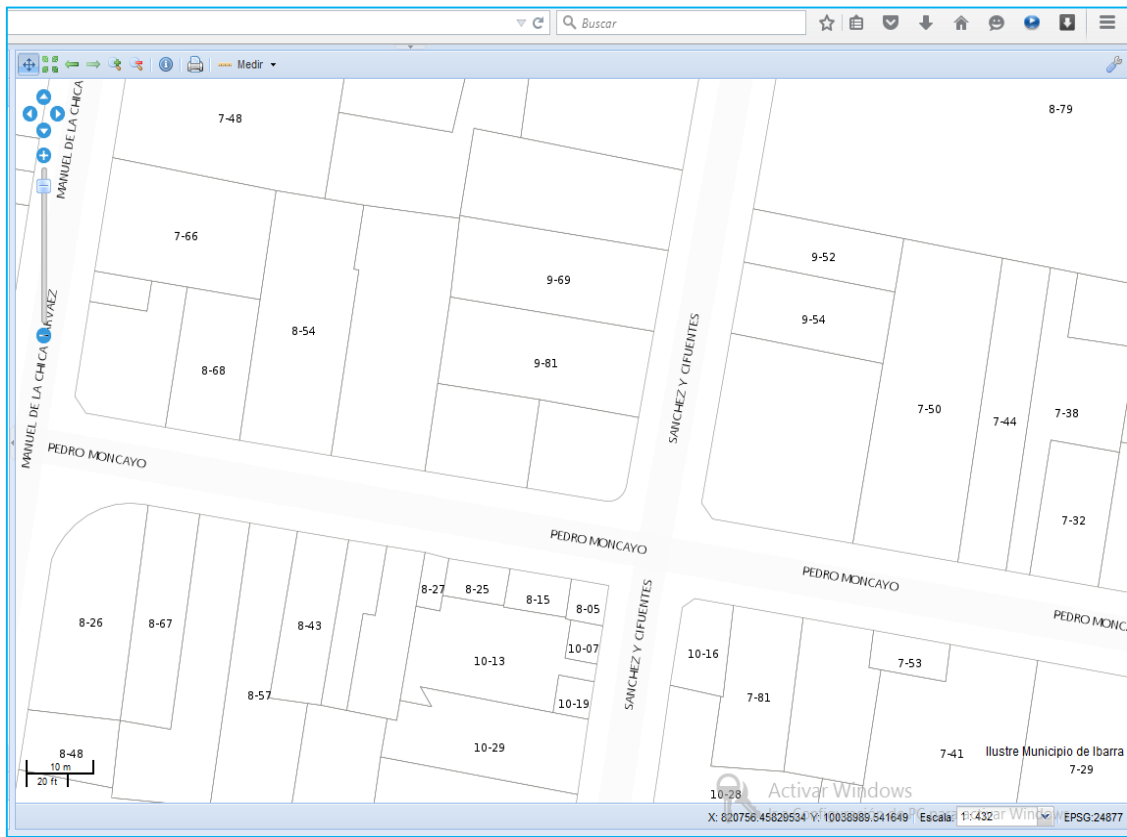 Buscar
Medir
MANUEL DE LA CHICA
7-48
8-79
7-66
9-52
9-69
9-54
8-54
9-81
8-68
SANCHEZ Y CIFUENTES
7-50
7-38
7-44
MANUEL DE LA CHICA
PEDRO MONCAYO
7-32
PEDRO MONCAYO
PEDRO MONCAYO
PEDRO MONC
8-27
8-25
8-15
8-05
8-26
8-67
8-43
10-07
10-13
10-16
7-53
SANCHEZ Y CIFUENTES
8-57
7-81
10-19
10-29
8-48
7-41
Ilustre Municipio de Ibarra
7-29
10 m
20 ft
10-28
Activar Windows
X: 820756.45829534 Y: 10038989.541649 Escala: 1 : 432 EPSG:24877